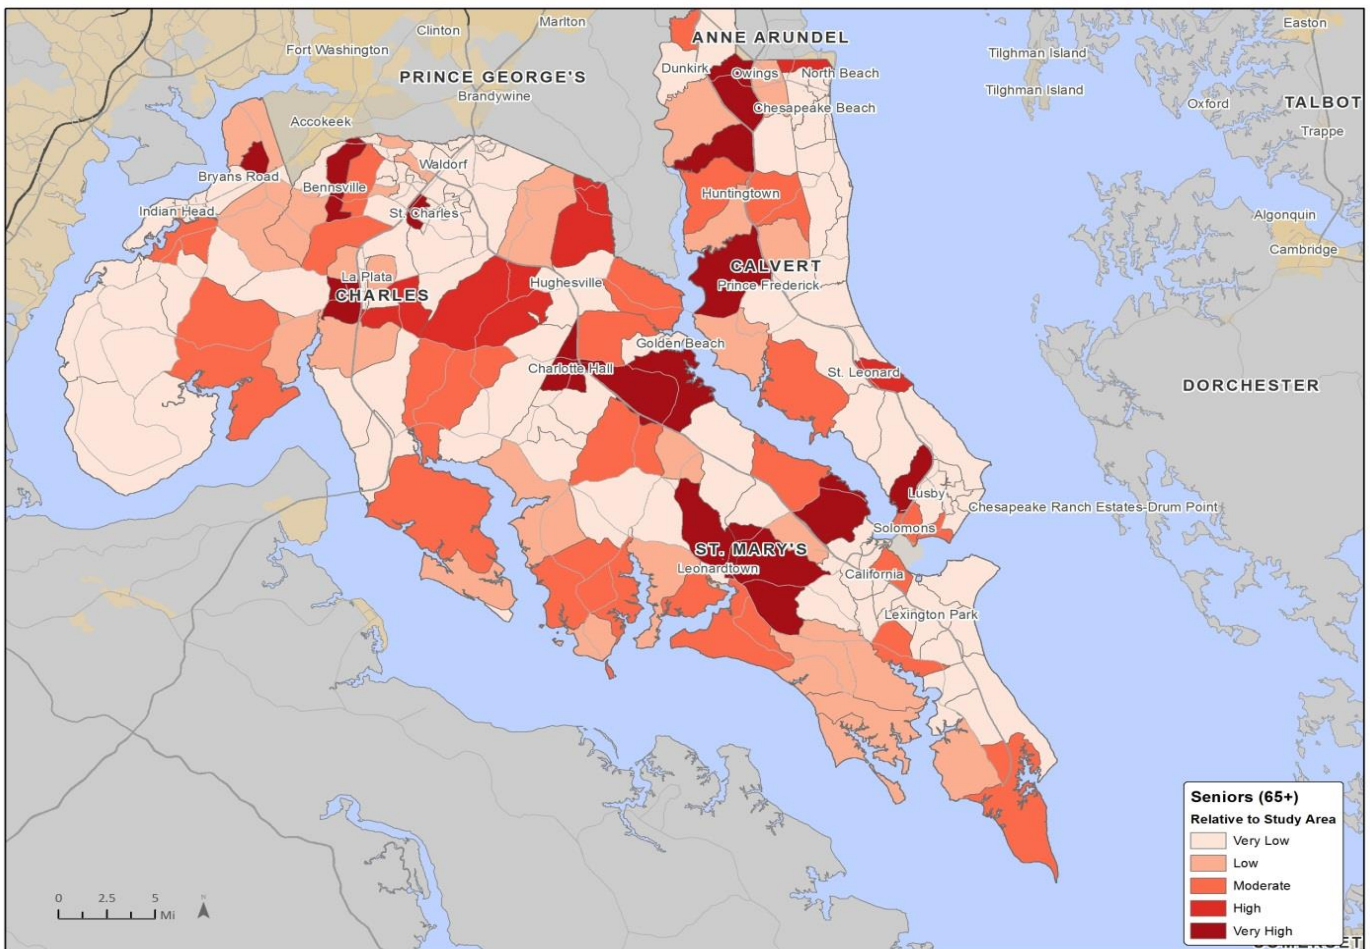 Marlton
Clinton
Easton
ANNE ARUNDEL
Fort Washington
Tilghman Island
Dunkirk
Owings
North Beach
PRINCE GEORGE'S
Tilghman Island
Brandywine
Oxford
TALBOT
Chesapeake Beach
Accokeek
Trappe
Waldorf
Bryans Road
Bennsville
Huntingtown
Indian Head
St. Charles
Algonquin
Cambridge
La Plata
CALVERT
Hughesville
Prince Frederick
CHARLES
Golden Beach
Charlotte Hall
St. Leonard
DORCHESTER
Lusby
Chesapeake Ranch Estates-Drum Point
Solomons
ST. MARY'S
Leonardtown
California
Lexington Park
Seniors (65+)
Relative to Study Area
Very Low
Low
Moderate
High
Very High
0 2.5 5
Mi
N